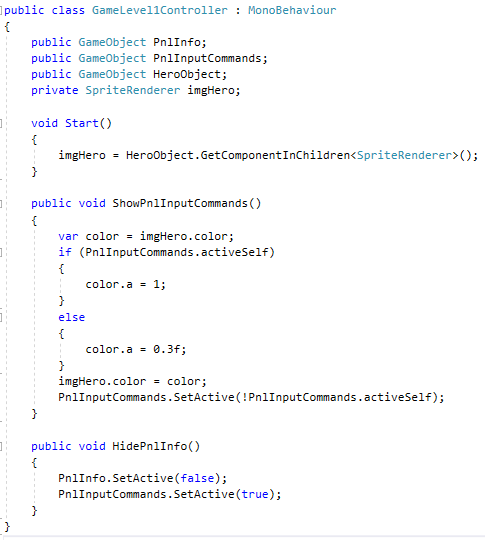 public class GameLevel1Controller : MonoBehaviour
{
    public GameObject PnlInfo;
    public GameObject PnlInputCommands;
    public GameObject HeroObject;
    private SpriteRenderer imgHero;

    void Start()
    {
        imgHero = HeroObject.GetComponentInChildren<SpriteRenderer>();
    }

    public void ShowPnlInputCommands()
    {
        var color = imgHero.color;
        if (PnlInputCommands.activeSelf)
        {
            color.a = 1;
        }
        else
        {
            color.a = 0.3f;
        }
        imgHero.color = color;
        PnlInputCommands.SetActive(!PnlInputCommands.activeSelf);
    }

    public void HidePnlInfo()
    {
        PnlInfo.SetActive(false);
        PnlInputCommands.SetActive(true);
    }
}